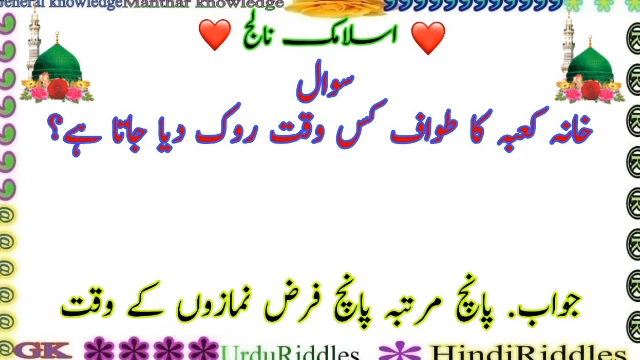 General knowledge Manthar knowledge
اسلامک نالج
سوال
خانہ کعبہ کا طواف کس وقت روک دیا جاتا ہے؟
جواب. پانچ مرتبہ پانچ فرض نمازوں کے وقت
GK UrduRiddles HindiRiddles